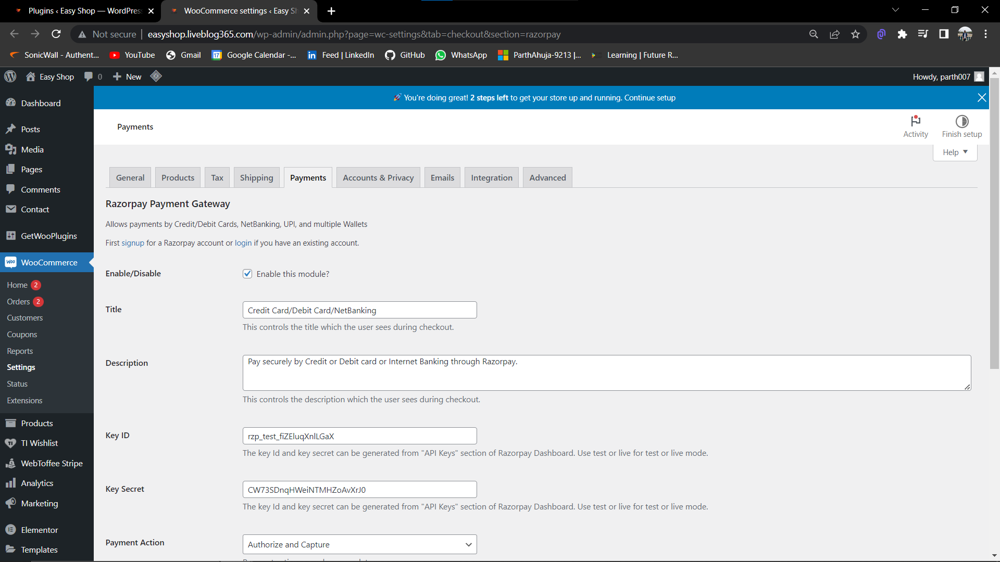 Plugins ‹ Easy Shop — WordPress
WooCommerce settings ‹ Easy Sh
Not secure
easyshop.liveblog365.com/wp-admin/admin.php?page=wc-settings&tab=checkout&section=razorpay
SonicWall - Authent...
YouTube
17
Gmail
Google Calendar -...
Feed | LinkedIn
GitHub
WhatsApp
ParthAhuja-9213 |...
Learning | Future R...
Easy Shop
0
New
Howdy, parth007
🚀 You're doing great! 2 steps left to get your store up and running. Continue setup
Payments
Activity
Finish setup
Help
Dashboard
Posts
Media
Pages
Comments
Contact
GetWooPlugins
WooCommerce
Home 2
Orders 2
Customers
Coupons
Reports
Settings
Status
Extensions
Products
TI Wishlist
WebToffee Stripe
Analytics
Marketing
Elementor
Templates
General
Products
Tax
Shipping
Payments
Accounts & Privacy
Emails
Integration
Advanced
Razorpay Payment Gateway
Allows payments by Credit/Debit Cards, NetBanking, UPI, and multiple Wallets
First signup for a Razorpay account or login if you have an existing account.
Enable/Disable
Enable this module?
Title
Credit Card/Debit Card/NetBanking
This controls the title which the user sees during checkout.
Description
Pay securely by Credit or Debit card or Internet Banking through Razorpay.
This controls the description which the user sees during checkout.
Key ID
rzp_test_fiZEluqXnlLGaX
The key Id and key secret can be generated from "API Keys" section of Razorpay Dashboard. Use test or live for test or live mode.
Key Secret
CW73SDnqHWeiNTMHZoAvXrJ0
The key Id and key secret can be generated from "API Keys" section of Razorpay Dashboard. Use test or live for test or live mode.
Payment Action
Authorize and Capture